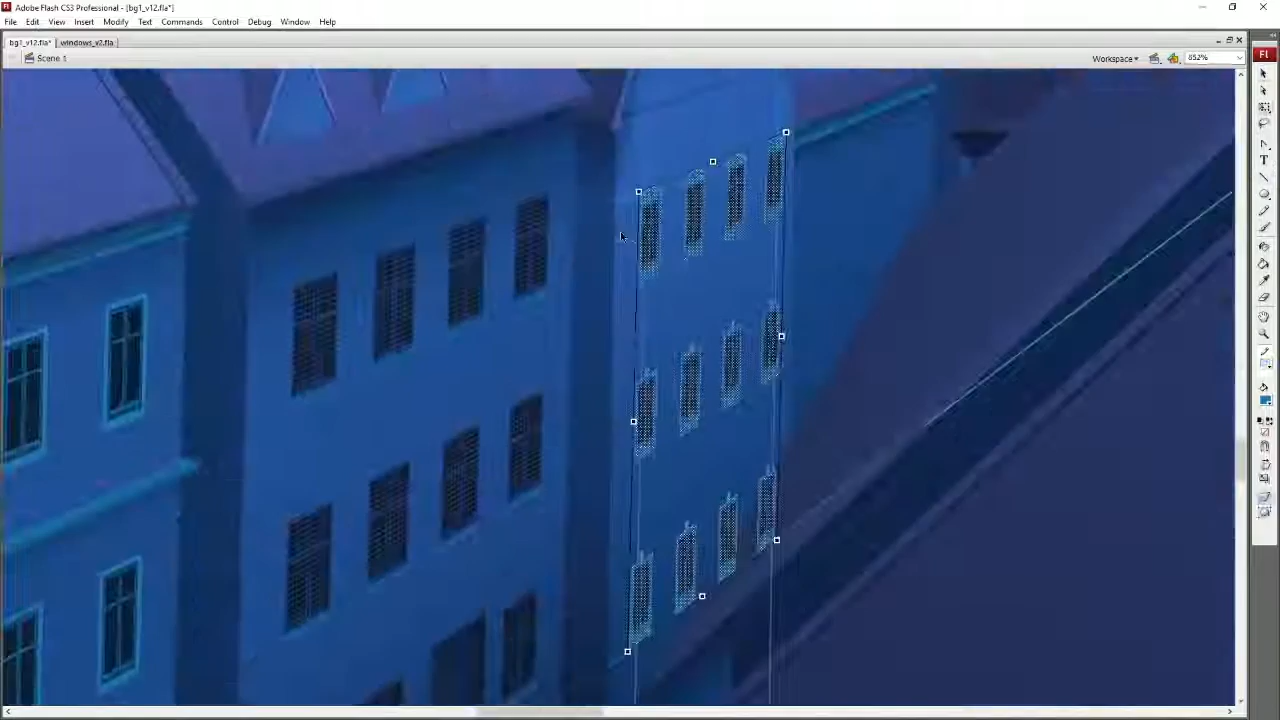 Adobe Flash CS3 Professional - [bg1_v12.fla*]
File Edit View Insert Modify Text Commands Control Debug Window Help
bg1_v12.fla* windows_v2.fla
Scene 1 Workspace 852%
Fl
T